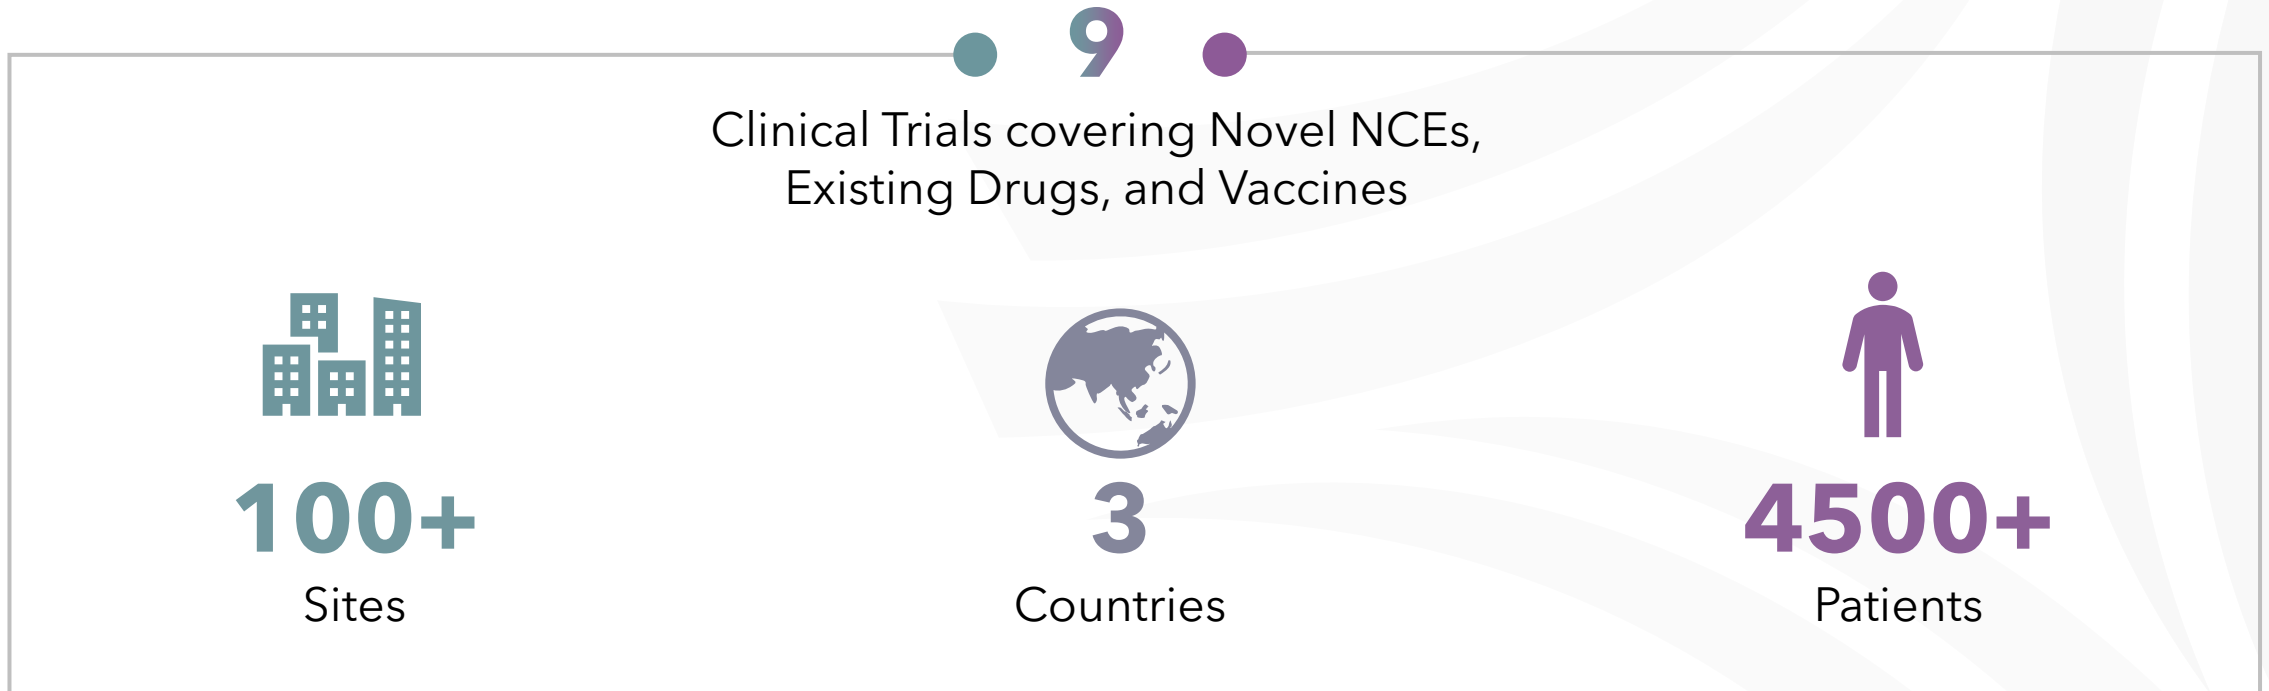 9
Clinical Trials covering Novel NCEs,
Existing Drugs, and Vaccines
100+
Sites
3
Countries
4500+
Patients